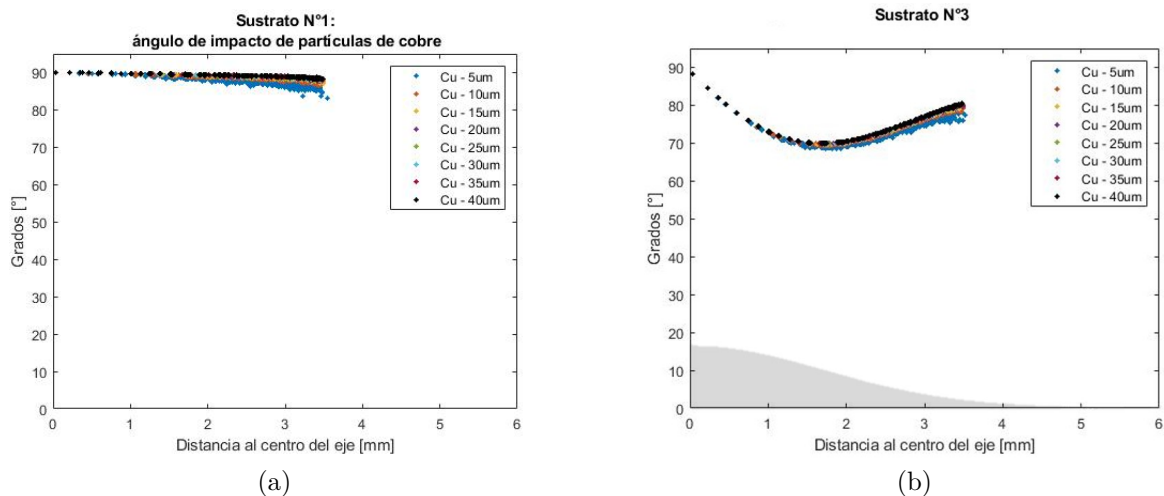 Sustrato N°1:
ángulo de impacto de partículas de cobre
90
80
70
60
50
40
30
20
10
0
Grados [°]
0 1 2 3 4 5 6
Distancia al centro del eje [mm]
Cu - 5um
Cu - 10um
Cu - 15um
Cu - 20um
Cu - 25um
Cu - 30um
Cu - 35um
Cu - 40um
(a)
Sustrato N°3
90
80
70
60
50
40
30
20
10
0
Grados [°]
0 1 2 3 4 5 6
Distancia al centro del eje [mm]
Cu - 5um
Cu - 10um
Cu - 15um
Cu - 20um
Cu - 25um
Cu - 30um
Cu - 35um
Cu - 40um
(b)